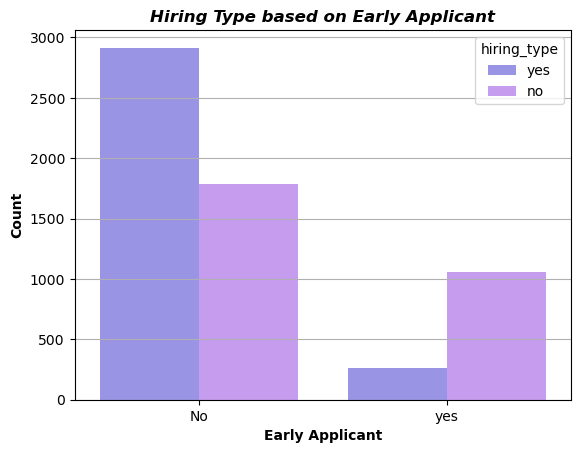 Hiring Type based on Early Applicant
hiring_type
yes
no
3000
2500
2000
1500
1000
500
0
Count
No
yes
Early Applicant